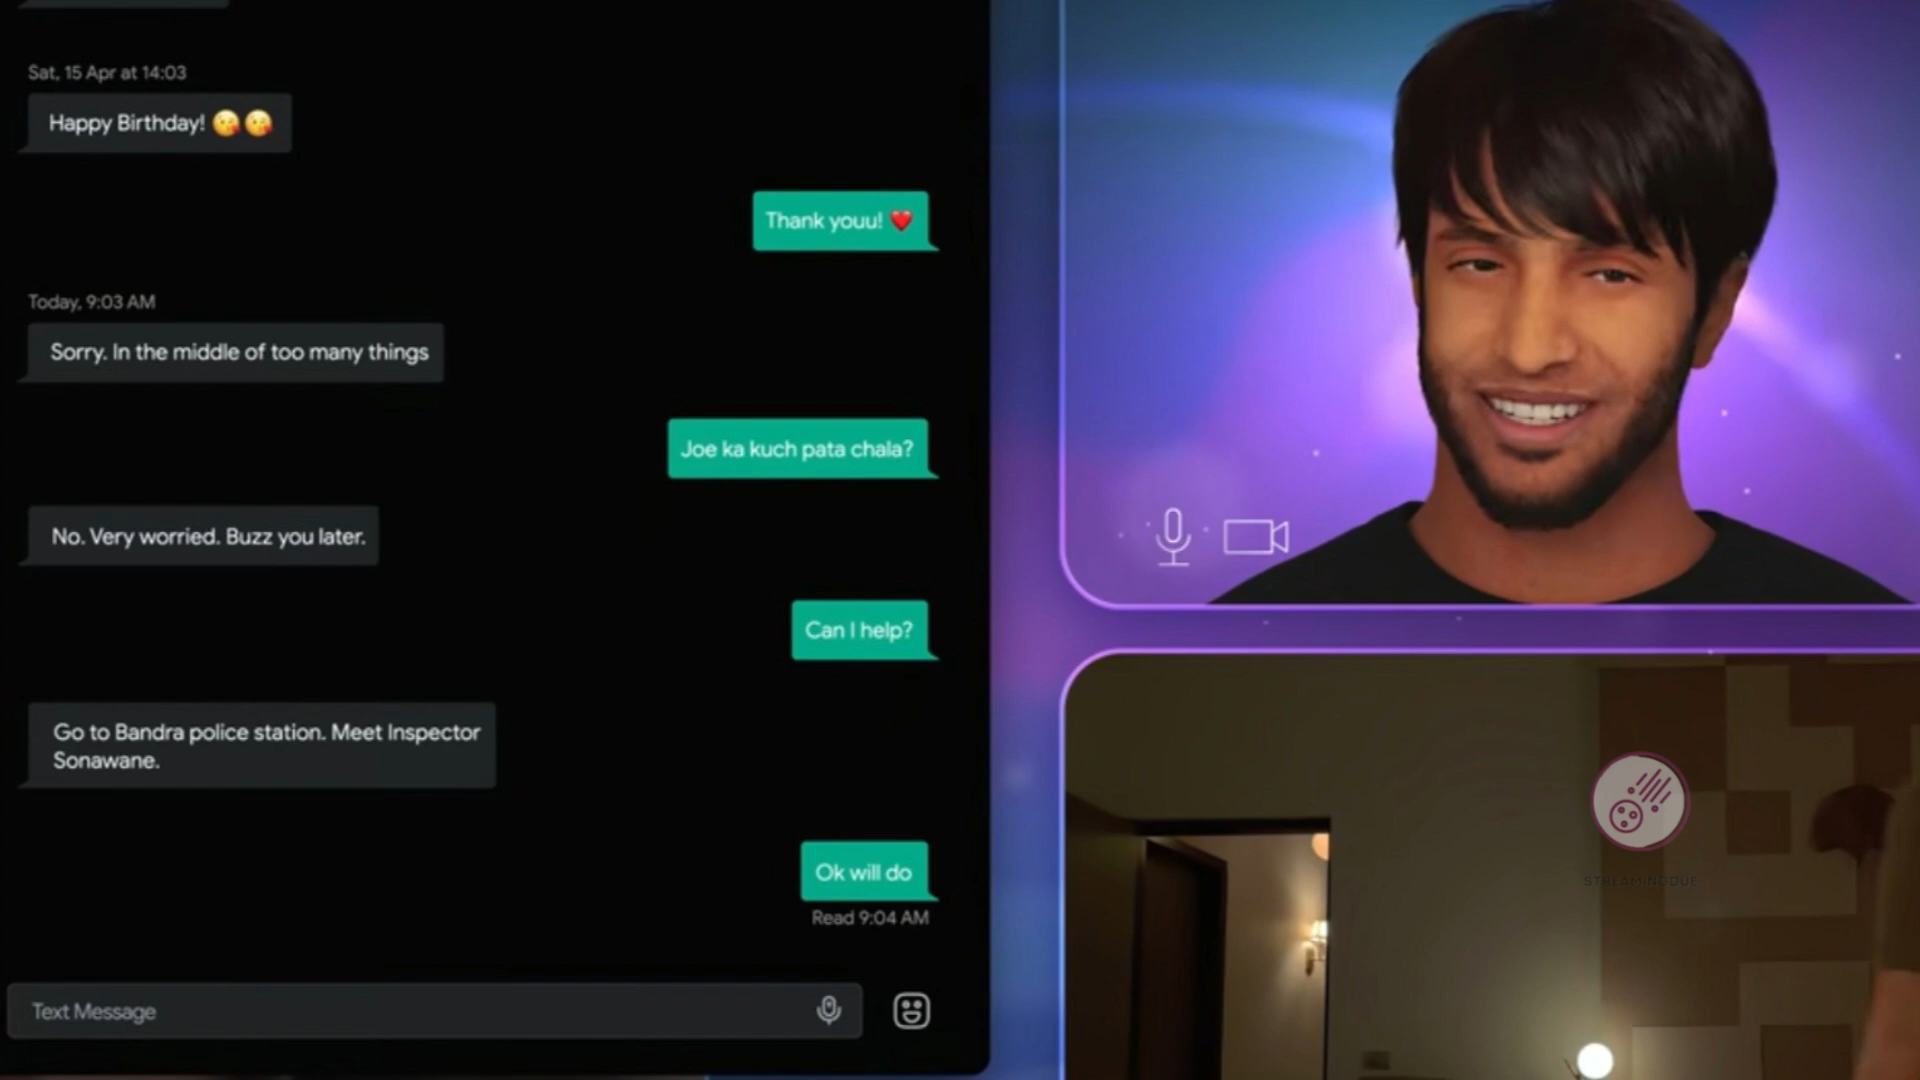 Sat, 15 Apr at 14:03
Happy Birthday! 😘😘
Thank youu! ❤️
Today, 9:03 AM
Sorry. In the middle of too many things
Joe ka kuch pata chala?
No. Very worried. Buzz you later.
Can I help?
Go to Bandra police station. Meet Inspector
Sonawane.
Ok will do
Read 9:04 AM
Text Message
STREAMINGDUE